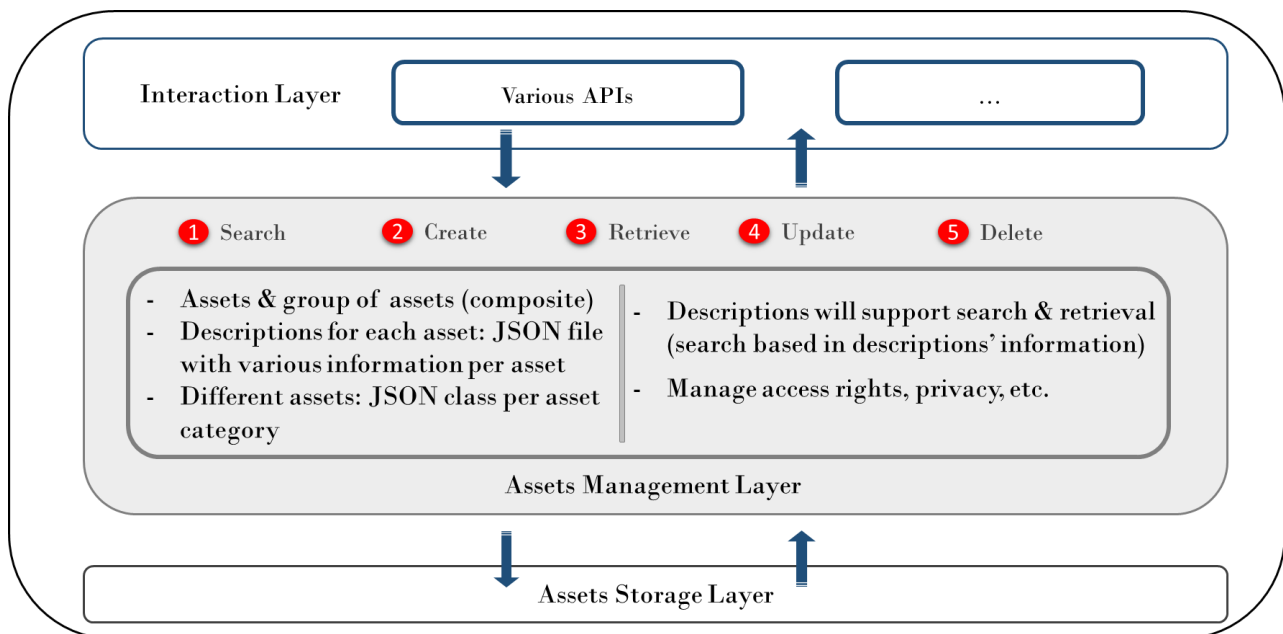 Interaction Layer
Various APIs
...
1 Search
2 Create
3 Retrieve
4 Update
5 Delete
- Assets & group of assets (composite)
- Descriptions for each asset: JSON file
with various information per asset
- Different assets: JSON class per asset
category
- Descriptions will support search & retrieval
(search based in descriptions' information)
- Manage access rights, privacy, etc.
Assets Management Layer
Assets Storage Layer